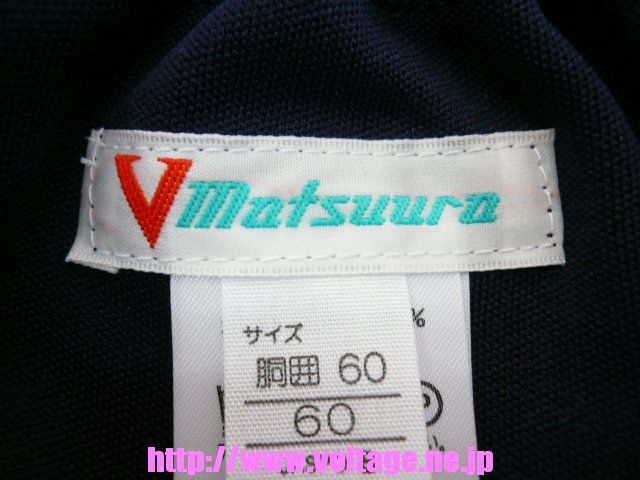 V Matsuura
%
サイズ
胴囲 60
60
http://www.voltage.ne.jp